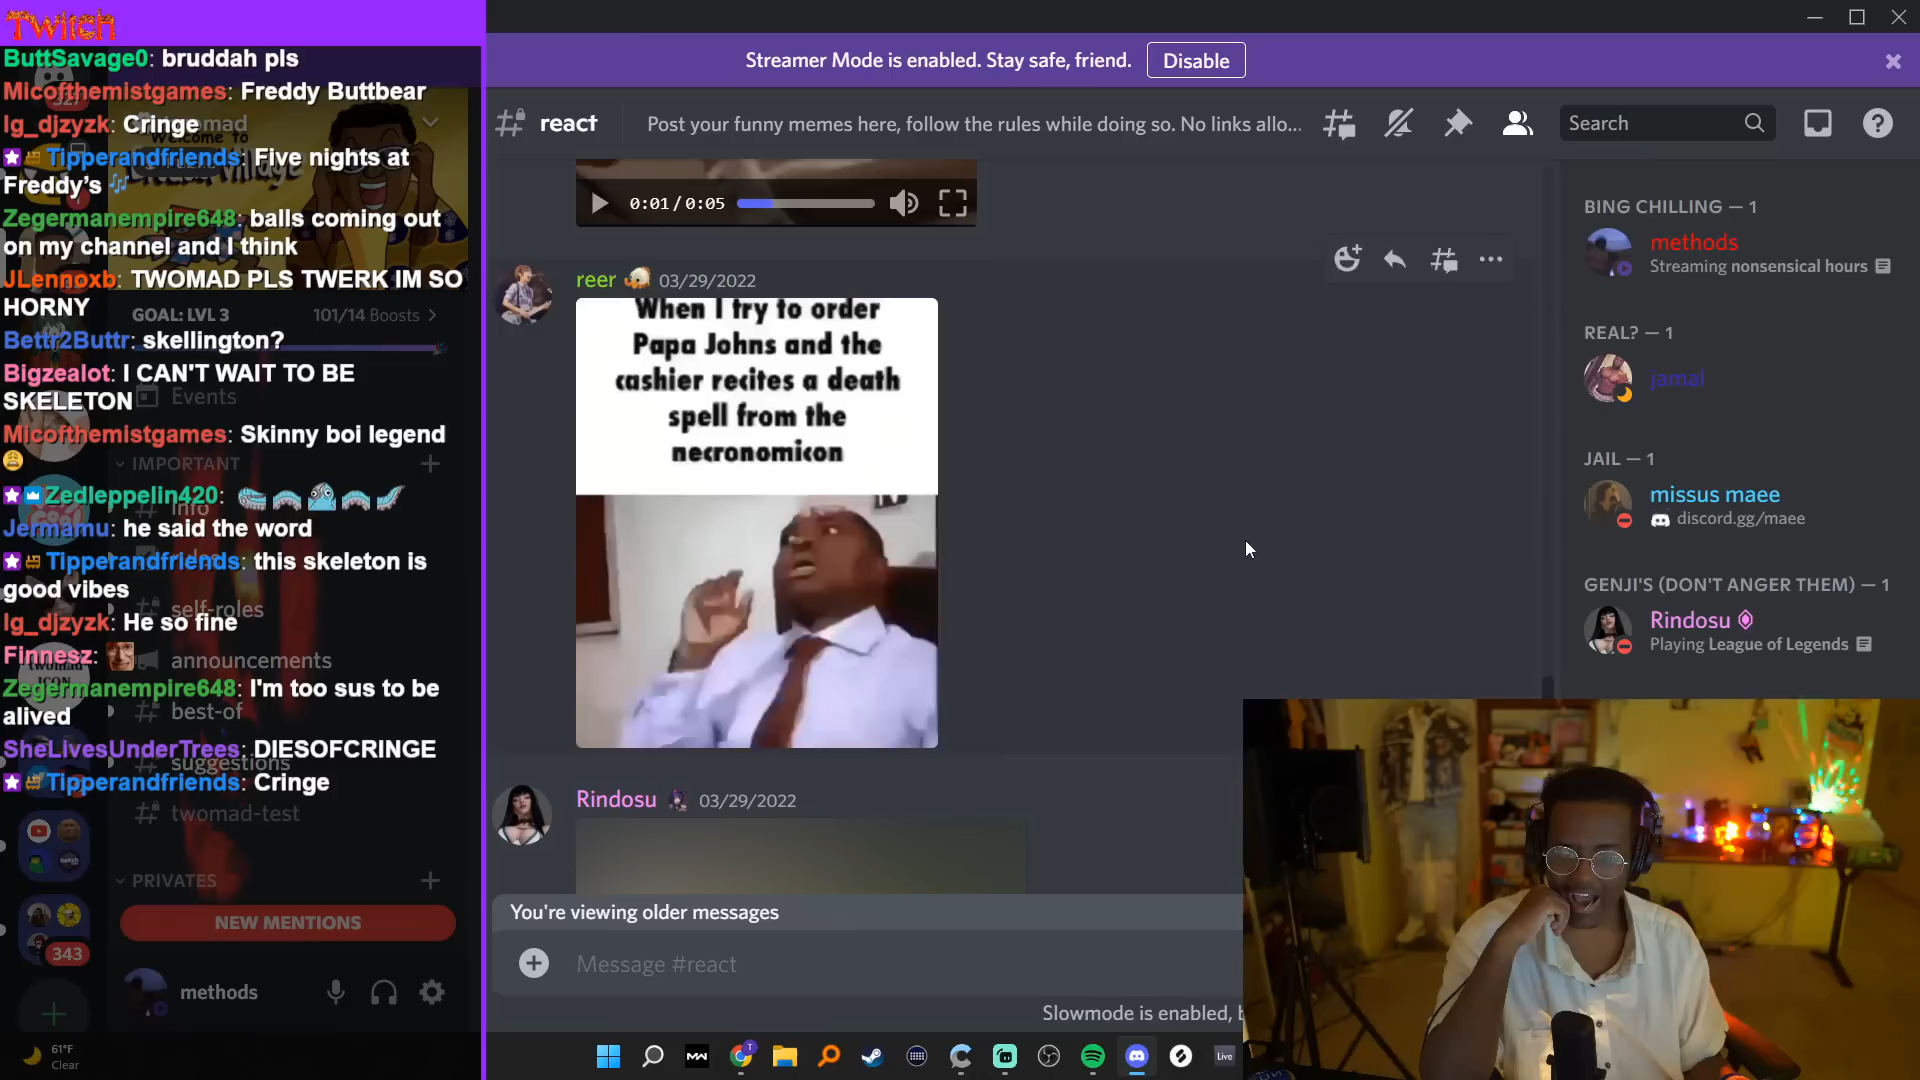 Twitch
ButtSavage0: bruddah pls
Micofthemistgames: Freddy Buttbear
Ig_djzyzk: Cringe
Tipperandfriends: Five nights at
Freddy's
Zegermanempire648: balls coming out
on my channel and I think
JLennoxb: TWOMAD PLS TWERK IM SO
HORNY
GOAL: LVL 3
101/14 Boosts
Bettr2Buttr: skellington?
Bigzealot: I CAN'T WAIT TO BE
SKELETON
Events
Micofthemistgames: Skinny boi legend
IMPORTANT
Zedleppelin420:
info
Jermamu: he said the word
Tipperandfriends: this skeleton is
good vibes
self-roles
Ig_djzyzk: He so fine
Finnesz:
announcements
Zegermanempire648: I'm too sus to be
alived
best-of
SheLivesUnderTrees: DIESOFCRINGE
suggestions
Tipperandfriends: Cringe
twomad-test
PRIVATES
NEW MENTIONS
343
methods
61°F
Clear
Streamer Mode is enabled. Stay safe, friend.
Disable
react
Post your funny memes here, follow the rules while doing so. No links allo...
Search
0:01/0:05
reer 03/29/2022
When I try to order
Papa Johns and the
cashier recites a death
spell from the
necronomicon
Rindosu 03/29/2022
You're viewing older messages
Message #react
Slowmode is enabled, b
Live
BING CHILLING — 1
methods
Streaming nonsensical hours
REAL? — 1
jamal
JAIL — 1
missus maee
discord.gg/maee
GENJI'S (DON'T ANGER THEM) — 1
Rindosu
Playing League of Legends